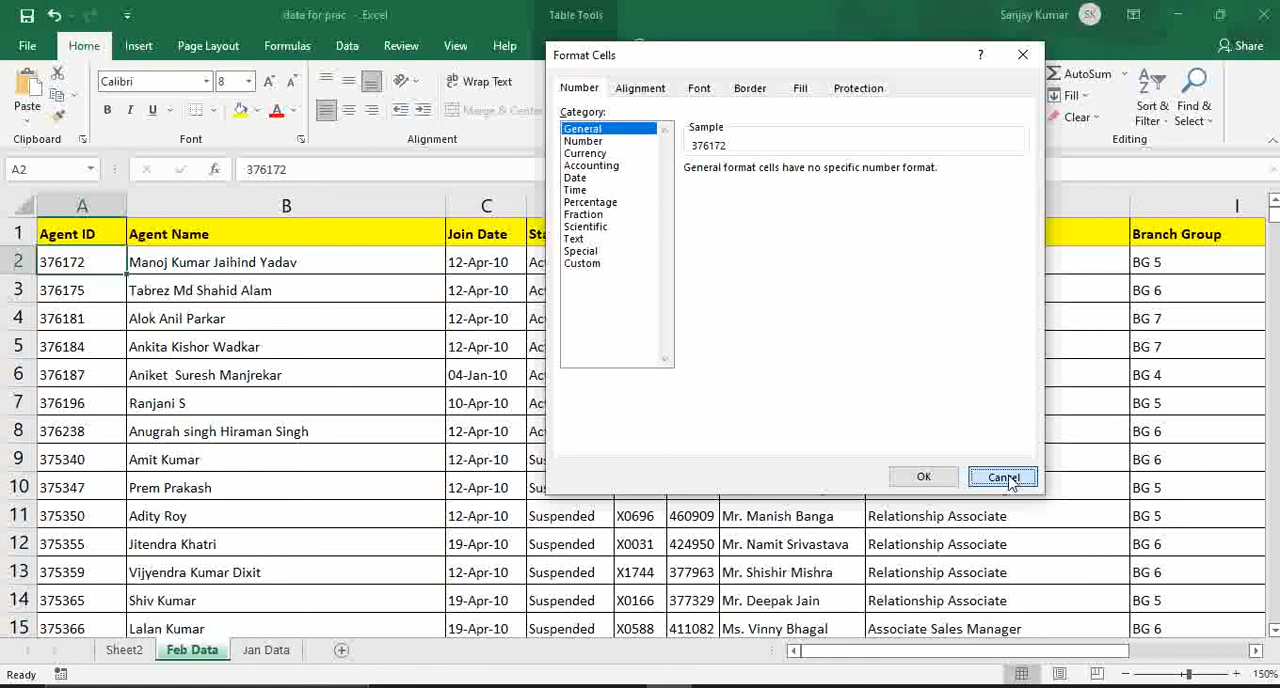 data for prac - Excel
Table Tools
Sanjay Kumar SK
File Home Insert Page Layout Formulas Data Review View Help
Share
Format Cells
?
Number Alignment Font Border Fill Protection
Category:
General
Number
Currency
Accounting
Date
Time
Percentage
Fraction
Scientific
Text
Special
Custom
Sample
376172
General format cells have no specific number format.
OK Cancel
Paste
Clipboard
Calibri 8
B I U
Font
Wrap Text
Merge & Center
Alignment
AutoSum
Fill
Clear
Sort & Filter
Find & Select
Editing
A2 fx 376172
A B C I
1 Agent ID Agent Name Join Date Sta Branch Group
2 376172 Manoj Kumar Jaihind Yadav 12-Apr-10 Ac BG 5
3 376175 Tabrez Md Shahid Alam 12-Apr-10 Ac BG 6
4 376181 Alok Anil Parkar 12-Apr-10 Ac BG 7
5 376184 Ankita Kishor Wadkar 12-Apr-10 Ac BG 7
6 376187 Aniket Suresh Manjrekar 04-Jan-10 Ac BG 4
7 376196 Ranjani S 10-Apr-10 Ac BG 5
8 376238 Anugrah singh Hiraman Singh 12-Apr-10 Ac BG 6
9 375340 Amit Kumar 12-Apr-10 Su BG 6
10 375347 Prem Prakash 12-Apr-10 BG 5
11 375350 Adity Roy 12-Apr-10 Suspended X0696 460909 Mr. Manish Banga Relationship Associate BG 5
12 375355 Jitendra Khatri 19-Apr-10 Suspended X0031 424950 Mr. Namit Srivastava Relationship Associate BG 6
13 375359 Vijyendra Kumar Dixit 12-Apr-10 Suspended X1744 377963 Mr. Shishir Mishra Relationship Associate BG 6
14 375365 Shiv Kumar 19-Apr-10 Suspended X0166 377329 Mr. Deepak Jain Relationship Associate BG 5
15 375366 Lalan Kumar 19-Apr-10 Suspended X0588 411082 Ms. Vinny Bhagal Associate Sales Manager BG 6
Sheet2 Feb Data Jan Data
Ready
150%